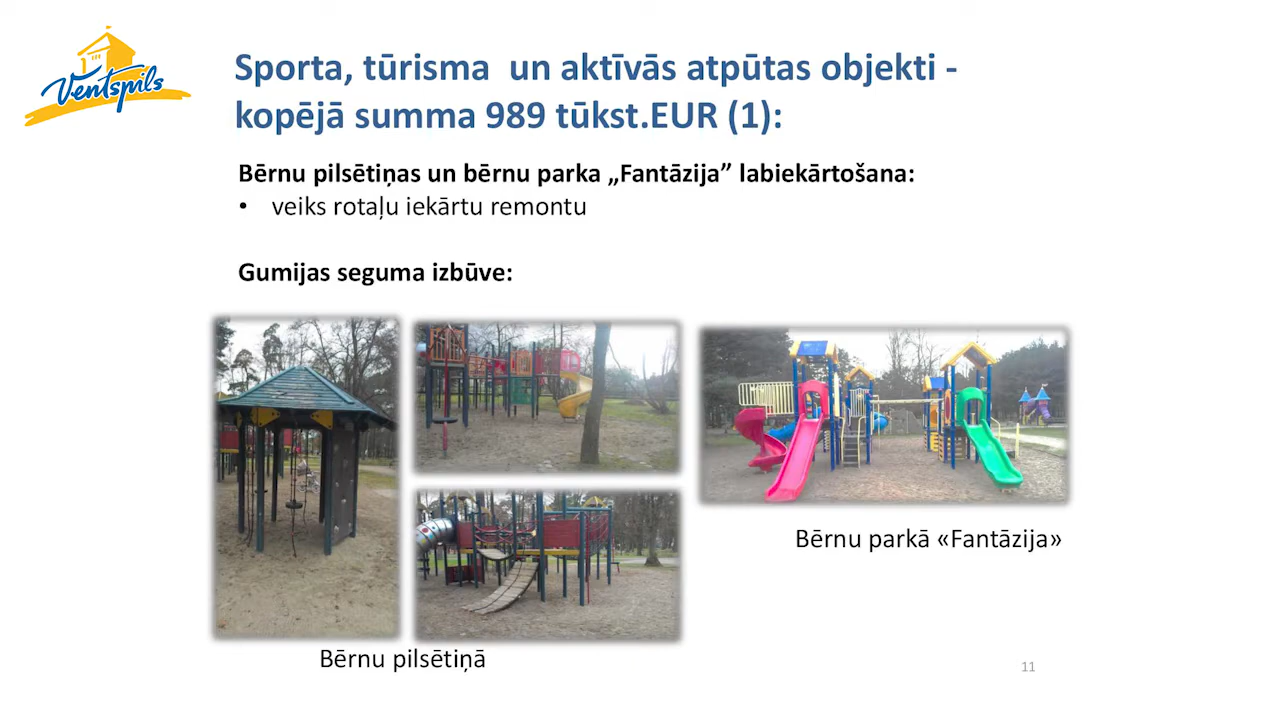 Ventspils
Sporta, tūrisma un aktīvās atpūtas objekti -
kopējā summa 989 tūkst.EUR (1):
Bērnu pilsētiņas un bērnu parka „Fantāzija” labiekārtošana:
• veiks rotaļu iekārtu remontu
Gumijas seguma izbūve:
Bērnu parkā «Fantāzija»
Bērnu pilsētiņā
11